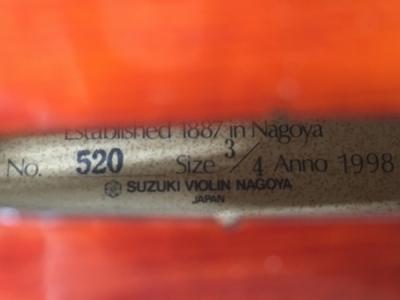 Established 1887 in Nagoya
No. 520 Size 3/4 Anno 1998
SUZUKI VIOLIN NAGOYA
JAPAN